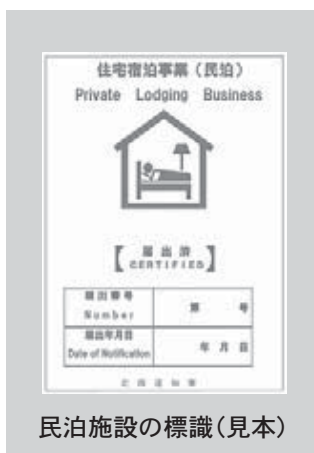 住宅宿泊事業(民泊)
Private Lodging Business
【届出済】
CERTIFIED
届出番号
Number
第 号
届出年月日
Date of Notification
年 月 日
北海道知事
民泊施設の標識(見本)